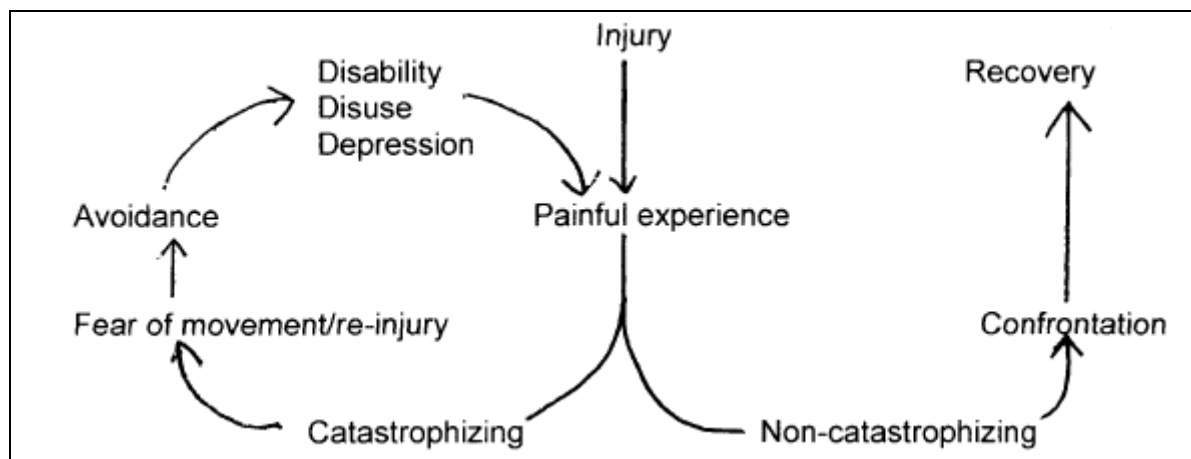 Injury
Disability
Disuse
Depression
Recovery
Avoidance
Painful experience
Fear of movement/re-injury
Confrontation
Catastrophizing
Non-catastrophizing